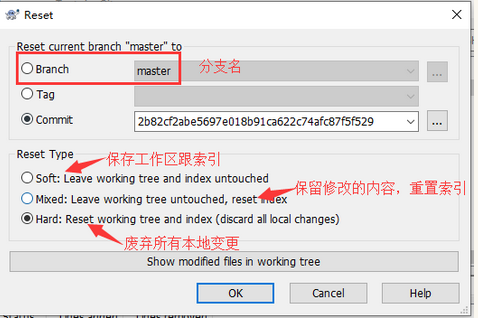 Reset
Reset current branch "master" to
Branch
master
分支名
...
Tag
Commit
2b82cf2abe5697e018b91ca622c74afc87f5f529
...
Reset Type
保存工作区跟索引
Soft: Leave working tree and index untouched
保留修改的内容，重置索引
Mixed: Leave working tree untouched, reset index
Hard: Reset working tree and index (discard all local changes)
废弃所有本地变更
Show modified files in working tree
OK
Cancel
Help